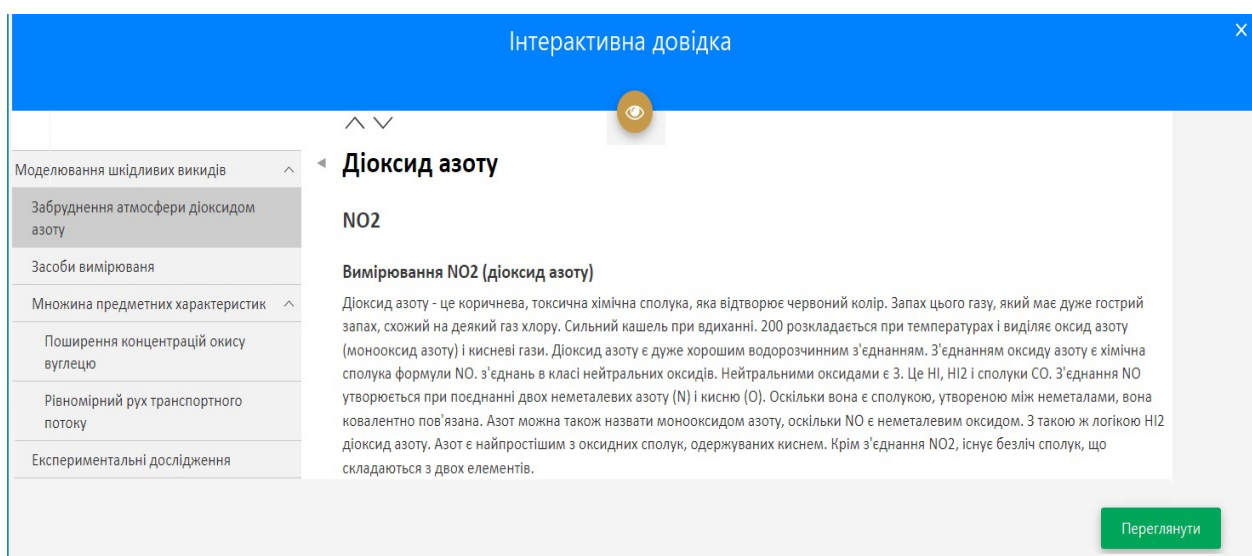 Інтерактивна довідка
Моделювання шкідливих викидів
Забруднення атмосфери діоксидом
азоту
Засоби вимірюваня
Множина предметних характеристик
Поширення концентрацій окису
вуглецю
Рівномірний рух транспортного
потоку
Експериментальні дослідження
Діоксид азоту
NO2
Вимірювання NO2 (діоксид азоту)
Діоксид азоту - це коричнева, токсична хімічна сполука, яка відтворює червоний колір. Запах цього газу, який має дуже гострий
запах, схожий на деякий газ хлору. Сильний кашель при вдиханні. 200 розкладається при температурах і виділяє оксид азоту
(монооксид азоту) і кисневі гази. Діоксид азоту є дуже хорошим водорозчинним з'єднанням. З'єднанням оксиду азоту є хімічна
сполука формули NO. з'єднань в класі нейтральних оксидів. Нейтральними оксидами є 3. Це НІ, НІ2 і сполуки СО. З'єднання NO
утворюється при поєднанні двох неметалевих азоту (N) і кисню (O). Оскільки вона є сполукою, утвореною між неметалами, вона
ковалентно пов'язана. Азот можна також назвати монооксидом азоту, оскільки NO є неметалевим оксидом. З такою ж логікою НІ2
діоксид азоту. Азот є найпростішим з оксидних сполук, одержуваних киснем. Крім з'єднання NO2, існує безліч сполук, що
складаються з двох елементів.
Переглянути